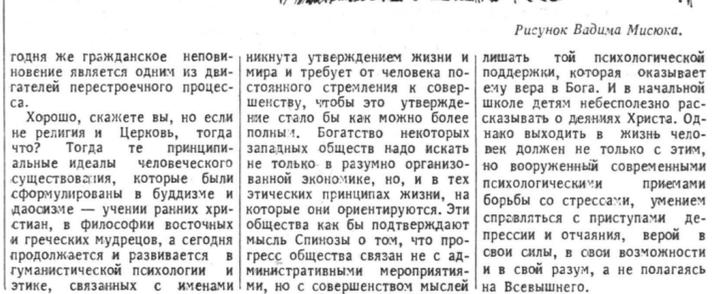 Рисунок Вадима Мисюка.
годня же гражданское непови-
новение является одним из дви-
гателей перестроечного процес-
са.
Хорошо, скажете вы, но если
не религия и Церковь, тогда
что? Тогда те принципи-
альные идеалы человеческого
существования, которые были
сформулированы в буддизме и
даосизме — учении ранних хри-
стиан, в философии восточных
и греческих мудрецов, а сегодня
продолжается и развивается в
гуманистической психологии и
этике, связанных с именами
никнута утверждением жизни и
мира и требует от человека по-
стоянного стремления к совер-
шенству, чтобы это утвержде-
ние стало бы как можно более
полным. Богатство некоторых
западных обществ надо искать
не только в разумно организо-
ванной экономике, но, и в тех
этических принципах жизни, на
которые они ориентируются. Эти
общества как бы подтверждают
мысль Спинозы о том, что про-
гресс общества связан не с ад-
министративными мероприятия-
ми, но с совершенством мыслей
лишать той психологической
поддержки, которая оказывает
ему вера в Бога. И в начальной
школе детям небесполезно рас-
сказывать о деяниях Христа. Од-
нако выходить в жизнь чело-
век должен не только с этим,
но вооруженный современными
психологическими приемами
борьбы со стрессами, умением
справляться с приступами де-
прессии и отчаяния, верой в
свои силы, в свои возможности
и в свой разум, а не полагаясь
на Всевышнего.